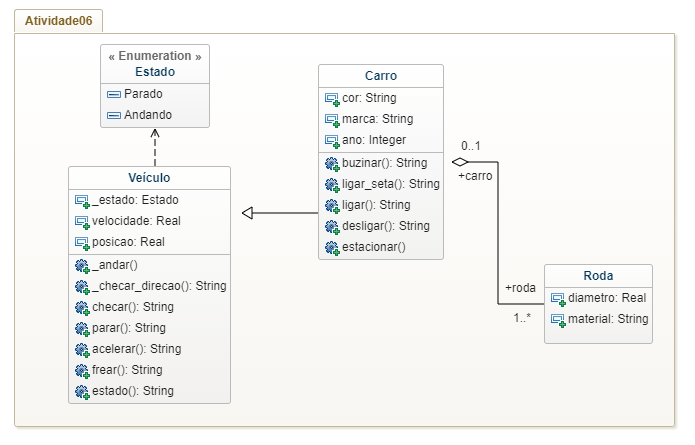 Atividade06
« Enumeration »
Estado
Parado
Andando
Veículo
_estado: Estado
velocidade: Real
posicao: Real
_andar()
_checar_direcao(): String
checar(): String
parar(): String
acelerar(): String
frear(): String
estado(): String
Carro
cor: String
marca: String
ano: Integer
buzinar(): String
ligar_seta(): String
ligar(): String
desligar(): String
estacionar()
0..1
+carro
+roda
1..*
Roda
diametro: Real
material: String